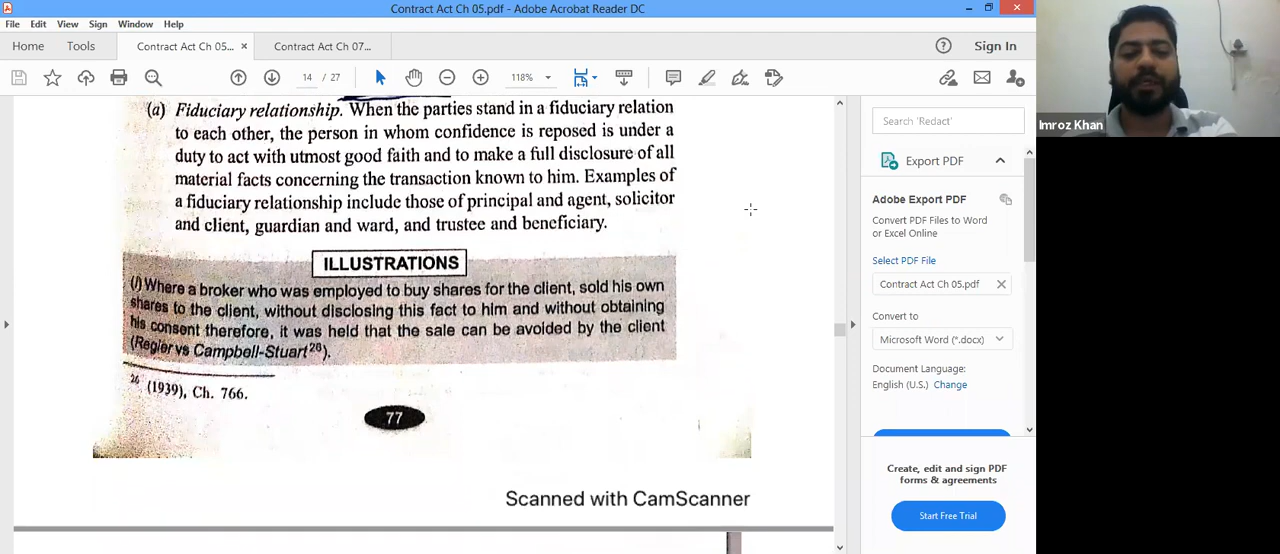 Contract Act Ch 05.pdf - Adobe Acrobat Reader DC
File Edit View Sign Window Help
Home Tools Contract Act Ch 05... × Contract Act Ch 07... Sign In
14 / 27 118%
(a) Fiduciary relationship. When the parties stand in a fiduciary relation
to each other, the person in whom confidence is reposed is under a
duty to act with utmost good faith and to make a full disclosure of all
material facts concerning the transaction known to him. Examples of
a fiduciary relationship include those of principal and agent, solicitor
and client, guardian and ward, and trustee and beneficiary.
ILLUSTRATIONS
(i) Where a broker who was employed to buy shares for the client, sold his own
shares to the client, without disclosing this fact to him and without obtaining
his consent therefore, it was held that the sale can be avoided by the client
(Regler vs Campbell-Stuart26).
26 (1939), Ch. 766.
77
Scanned with CamScanner
Search 'Redact'
Export PDF
Adobe Export PDF
Convert PDF Files to Word
or Excel Online
Select PDF File
Contract Act Ch 05.pdf
Convert to
Microsoft Word (*.docx)
Document Language:
English (U.S.) Change
Create, edit and sign PDF
forms & agreements
Start Free Trial
Imroz Khan